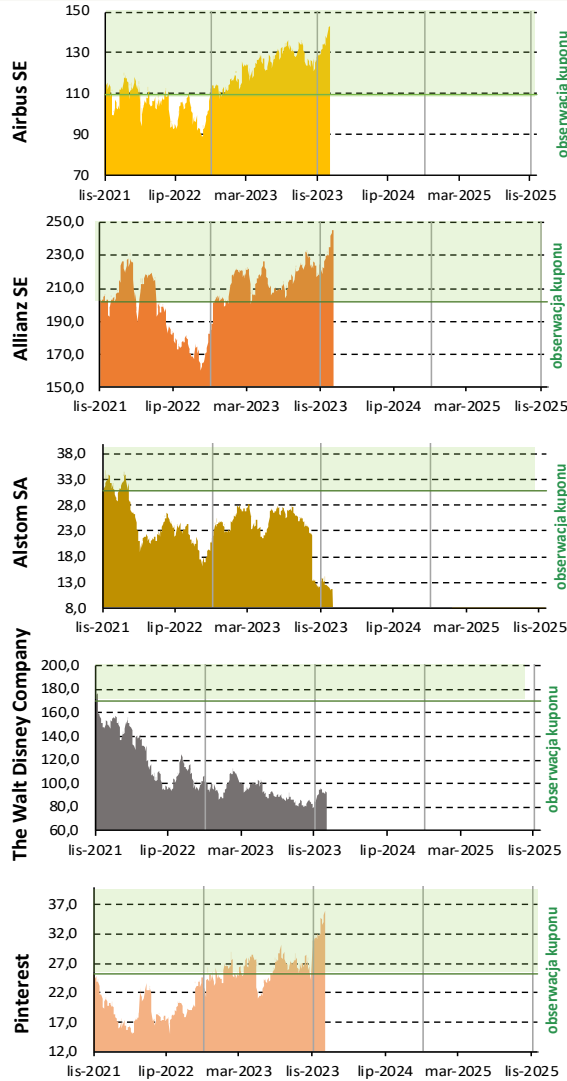 Airbus SE
150
130
110
90
70
lis-2021 lip-2022 mar-2023 lis-2023 lip-2024 mar-2025 lis-2025
obserwacja kuponu
Allianz SE
250,0
230,0
210,0
190,0
170,0
150,0
lis-2021 lip-2022 mar-2023 lis-2023 lip-2024 mar-2025 lis-2025
obserwacja kuponu
Alstom SA
38,0
33,0
28,0
23,0
18,0
13,0
8,0
lis-2021 lip-2022 mar-2023 lis-2023 lip-2024 mar-2025 lis-2025
obserwacja kuponu
The Walt Disney Company
200,0
180,0
160,0
140,0
120,0
100,0
80,0
60,0
lis-2021 lip-2022 mar-2023 lis-2023 lip-2024 mar-2025 lis-2025
obserwacja kuponu
Pinterest
37,0
32,0
27,0
22,0
17,0
12,0
lis-2021 lip-2022 mar-2023 lis-2023 lip-2024 mar-2025 lis-2025
obserwacja kuponu